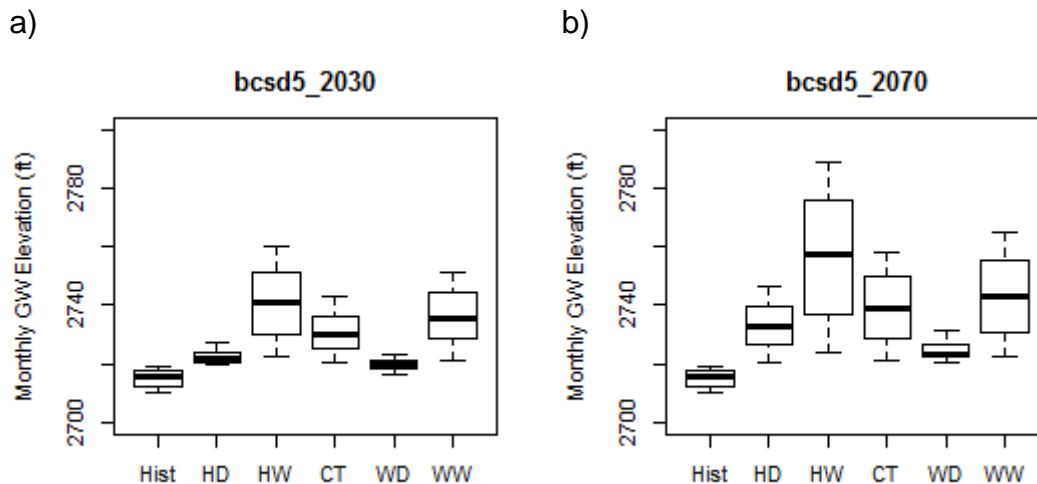 a)
bcsd5_2030
Monthly GW Elevation (ft)
2780
2740
2700
Hist HD HW CT WD WW
b)
bcsd5_2070
Monthly GW Elevation (ft)
2780
2740
2700
Hist HD HW CT WD WW